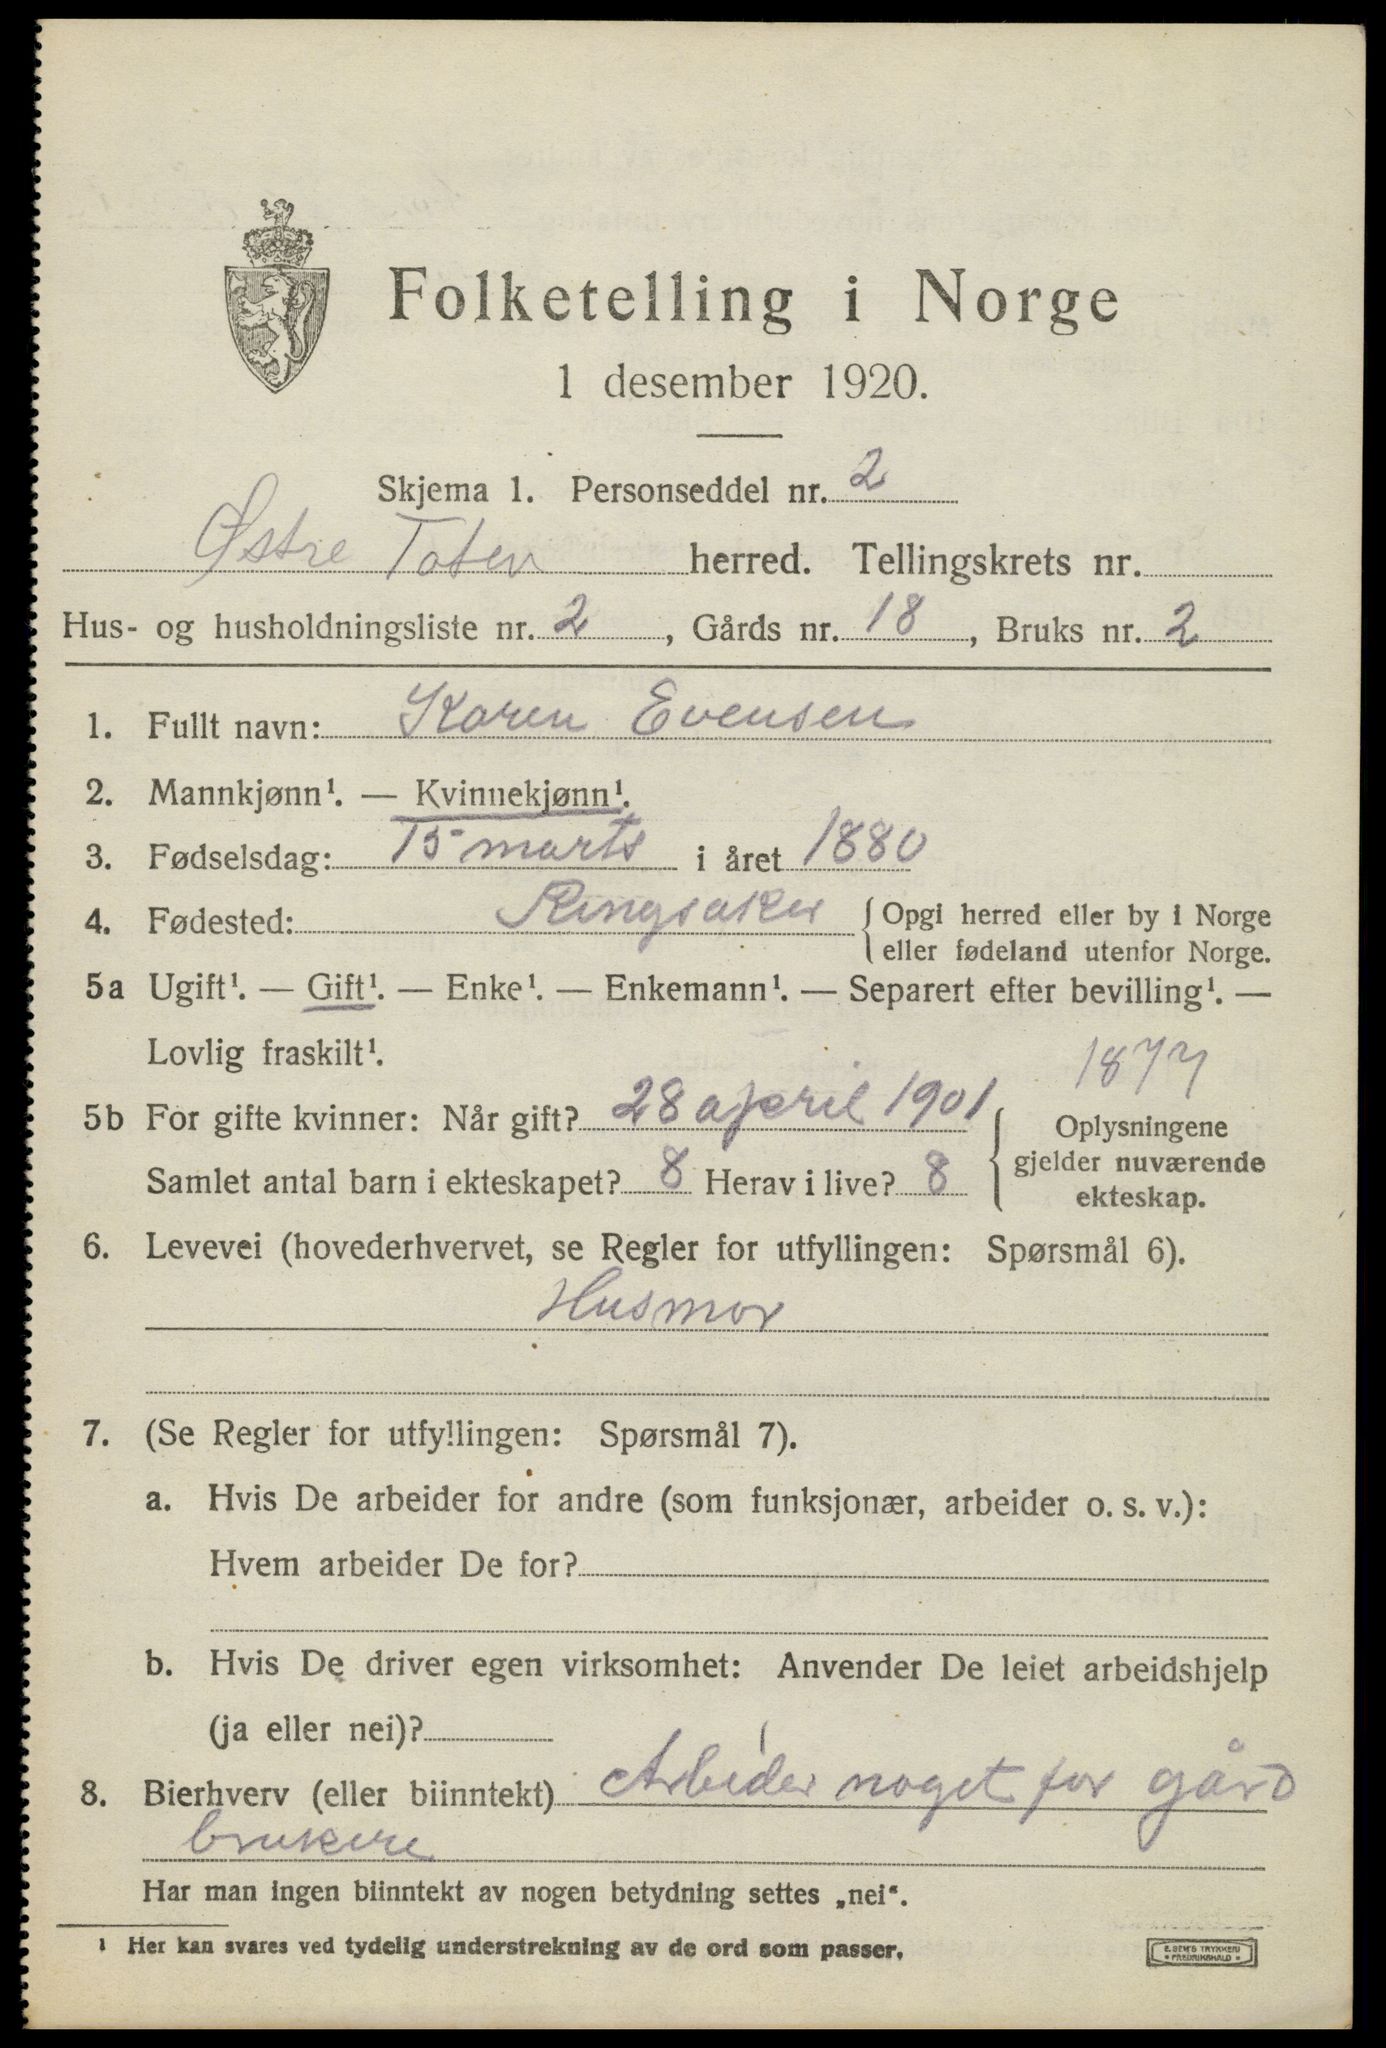 Folketelling i Norge
1 desember 1920.
Skjema 1. Personseddel nr. 2
Østre Toten herred. Tellingskrets nr.
Hus- og husholdningsliste nr. 2, Gårds nr. 18, Bruks nr. 2
1. Fullt navn: Karen Evensen
2. Mannkjønn¹. — Kvinnekjønn¹.
3. Fødselsdag: 15 marts i året 1880
4. Fødested: Ringsaker { Opgi herred eller by i Norge
eller fødeland utenfor Norge.
5a Ugift¹. — Gift¹. — Enke¹. — Enkemann¹. — Separert efter bevilling¹. —
Lovlig fraskilt¹.
1877
5b For gifte kvinner: Når gift? 28 april 1901
Samlet antal barn i ekteskapet? 8 Herav i live? 8
{ Oplysningene
gjelder nuværende
ekteskap.
6. Levevei (hovederhvervet, se Regler for utfyllingen: Spørsmål 6).
Husmor
7. (Se Regler for utfyllingen: Spørsmål 7).
a. Hvis De arbeider for andre (som funksjonær, arbeider o. s. v.):
Hvem arbeider De for?
b. Hvis De driver egen virksomhet: Anvender De leiet arbeidshjelp
(ja eller nei)?
8. Bierhverv (eller biinntekt) Arbeider noget for gård
brukere
Har man ingen biinntekt av nogen betydning settes „nei“.
¹ Her kan svares ved tydelig understrekning av de ord som passer.
E. SEM'S TRYKKERI
• FREDRIKSHALD •